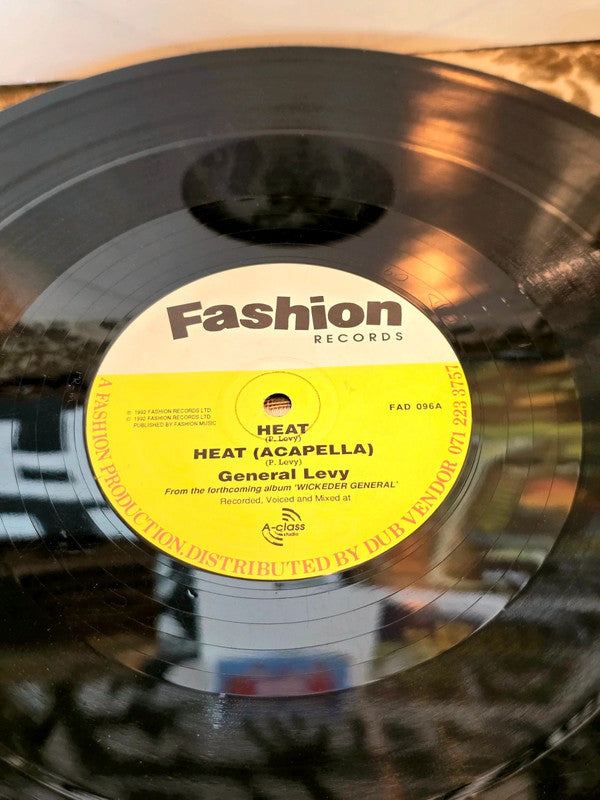 Fashion
RECORDS
℗ 1992 FASHION RECORDS LTD.
© 1992 FASHION RECORDS LTD.
PUBLISHED BY FASHION MUSIC
FAD 096A
HEAT
(P. Levy)
HEAT (ACAPELLA)
(P. Levy)
General Levy
From the forthcoming album 'WICKEDER GENERAL'
Recorded, Voiced and Mixed at
A-class
studio
A FASHION PRODUCTION.DISTRIBUTED BY DUB VENDOR 071 223 3757